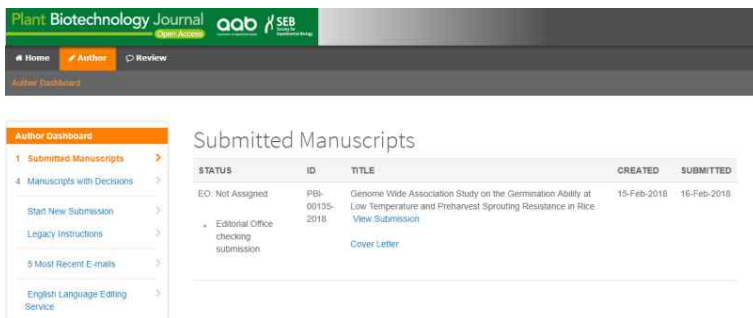 Plant Biotechnology Journal
Open Access
aab
SEB
Home Author Review
Author Dashboard
Author Dashboard
1 Submitted Manuscripts
4 Manuscripts with Decisions
Start New Submission
Legacy Instructions
5 Most Recent E-mails
English Language Editing
Service
Submitted Manuscripts
STATUS ID TITLE CREATED SUBMITTED
EO: Not Assigned
Editorial Office
checking
submission
PBI-
00135-
2018
Genome Wide Association Study on the Germination Ability at
Low Temperature and Preharvest Sprouting Resistance in Rice
View Submission
Cover Letter
15-Feb-2018 16-Feb-2018